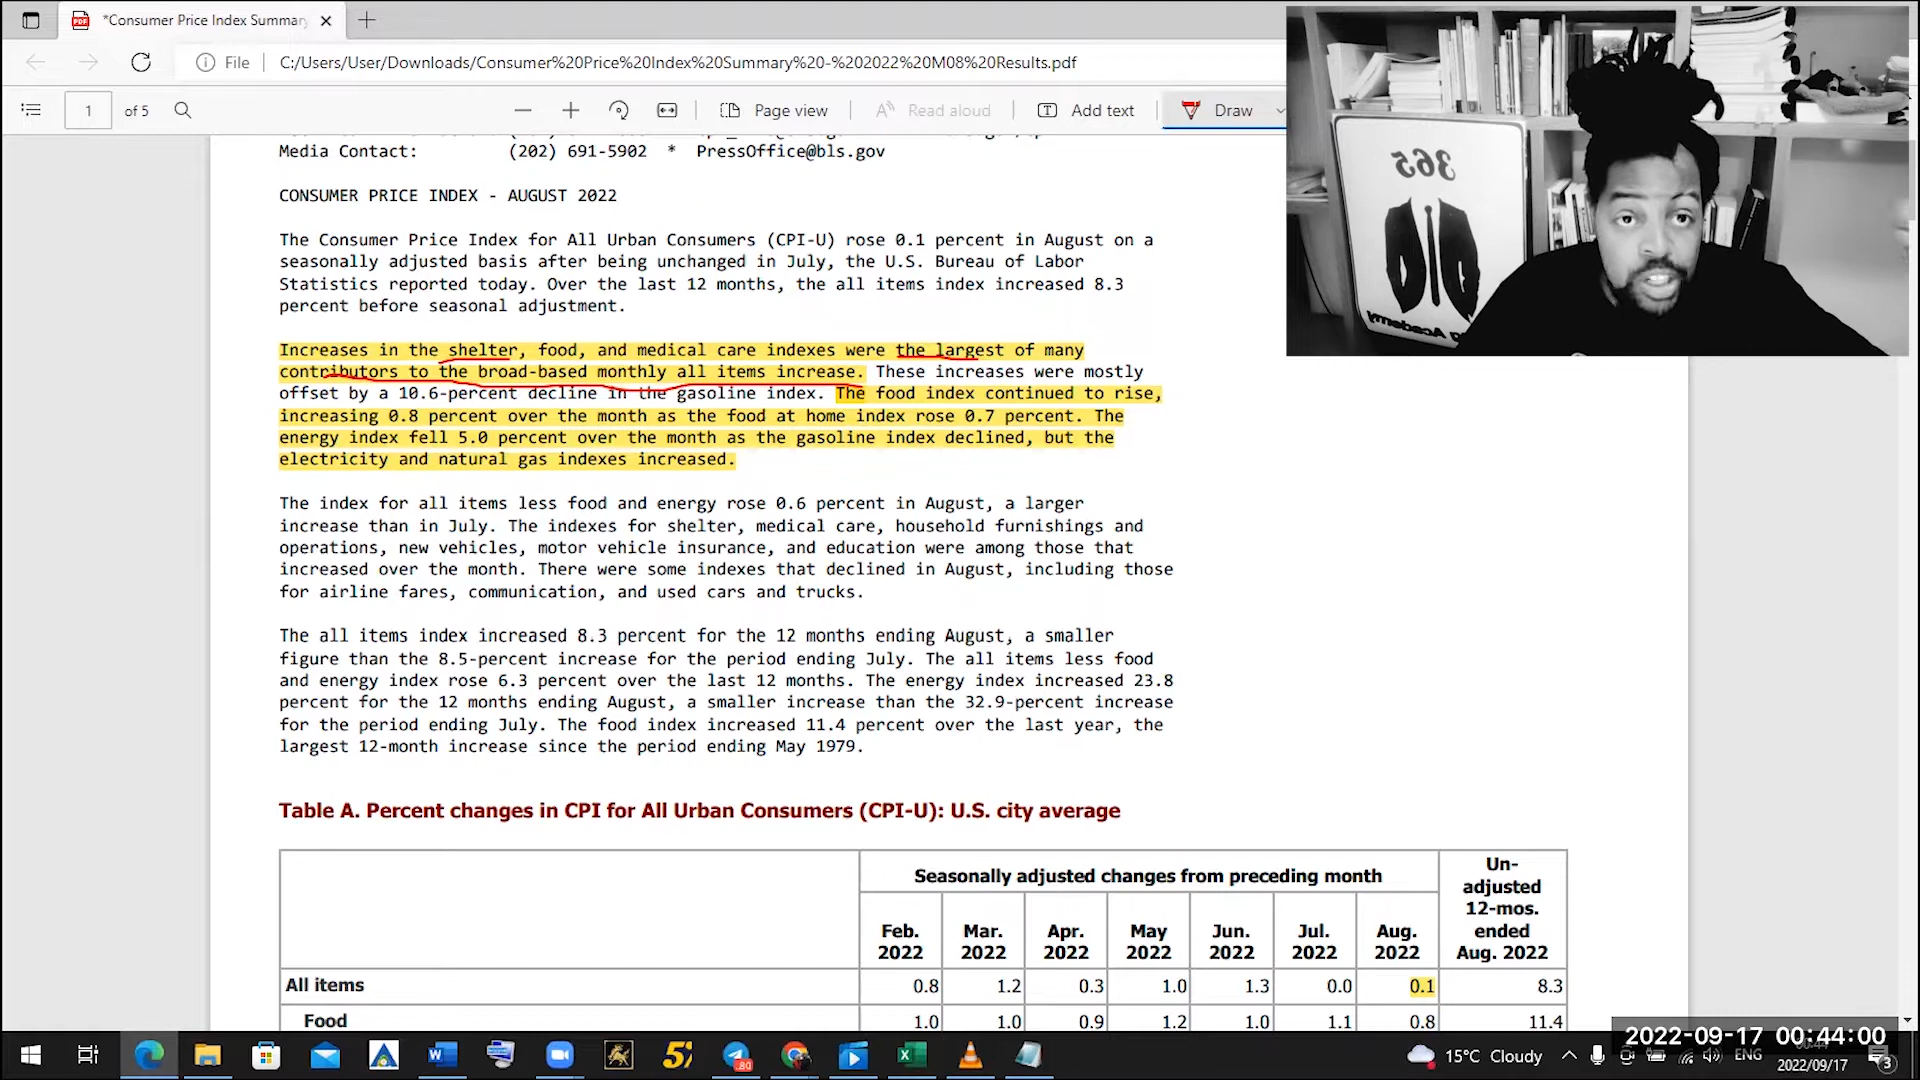 *Consumer Price Index Summar
File
C:/Users/User/Downloads/Consumer%20Price%20Index%20Summary%20-%202022%20M08%20Results.pdf
1 of 5
Page view
Read aloud
Add text
Draw
Media Contact: (202) 691-5902 * PressOffice@bls.gov
CONSUMER PRICE INDEX - AUGUST 2022
The Consumer Price Index for All Urban Consumers (CPI-U) rose 0.1 percent in August on a
seasonally adjusted basis after being unchanged in July, the U.S. Bureau of Labor
Statistics reported today. Over the last 12 months, the all items index increased 8.3
percent before seasonal adjustment.
Increases in the shelter, food, and medical care indexes were the largest of many
contributors to the broad-based monthly all items increase. These increases were mostly
offset by a 10.6-percent decline in the gasoline index. The food index continued to rise,
increasing 0.8 percent over the month as the food at home index rose 0.7 percent. The
energy index fell 5.0 percent over the month as the gasoline index declined, but the
electricity and natural gas indexes increased.
The index for all items less food and energy rose 0.6 percent in August, a larger
increase than in July. The indexes for shelter, medical care, household furnishings and
operations, new vehicles, motor vehicle insurance, and education were among those that
increased over the month. There were some indexes that declined in August, including those
for airline fares, communication, and used cars and trucks.
The all items index increased 8.3 percent for the 12 months ending August, a smaller
figure than the 8.5-percent increase for the period ending July. The all items less food
and energy index rose 6.3 percent over the last 12 months. The energy index increased 23.8
percent for the 12 months ending August, a smaller increase than the 32.9-percent increase
for the period ending July. The food index increased 11.4 percent over the last year, the
largest 12-month increase since the period ending May 1979.
Table A. Percent changes in CPI for All Urban Consumers (CPI-U): U.S. city average
Seasonally adjusted changes from preceding month
Un-
adjusted
12-mos.
ended
Aug. 2022
Feb. 2022
Mar. 2022
Apr. 2022
May 2022
Jun. 2022
Jul. 2022
Aug. 2022
All items 0.8 1.2 0.3 1.0 1.3 0.0 0.1 8.3
Food 1.0 1.0 0.9 1.2 1.0 1.1 0.8 11.4
365
Academy
15°C Cloudy
ENG
2022-09-17 00:44:00
2022/09/17
3